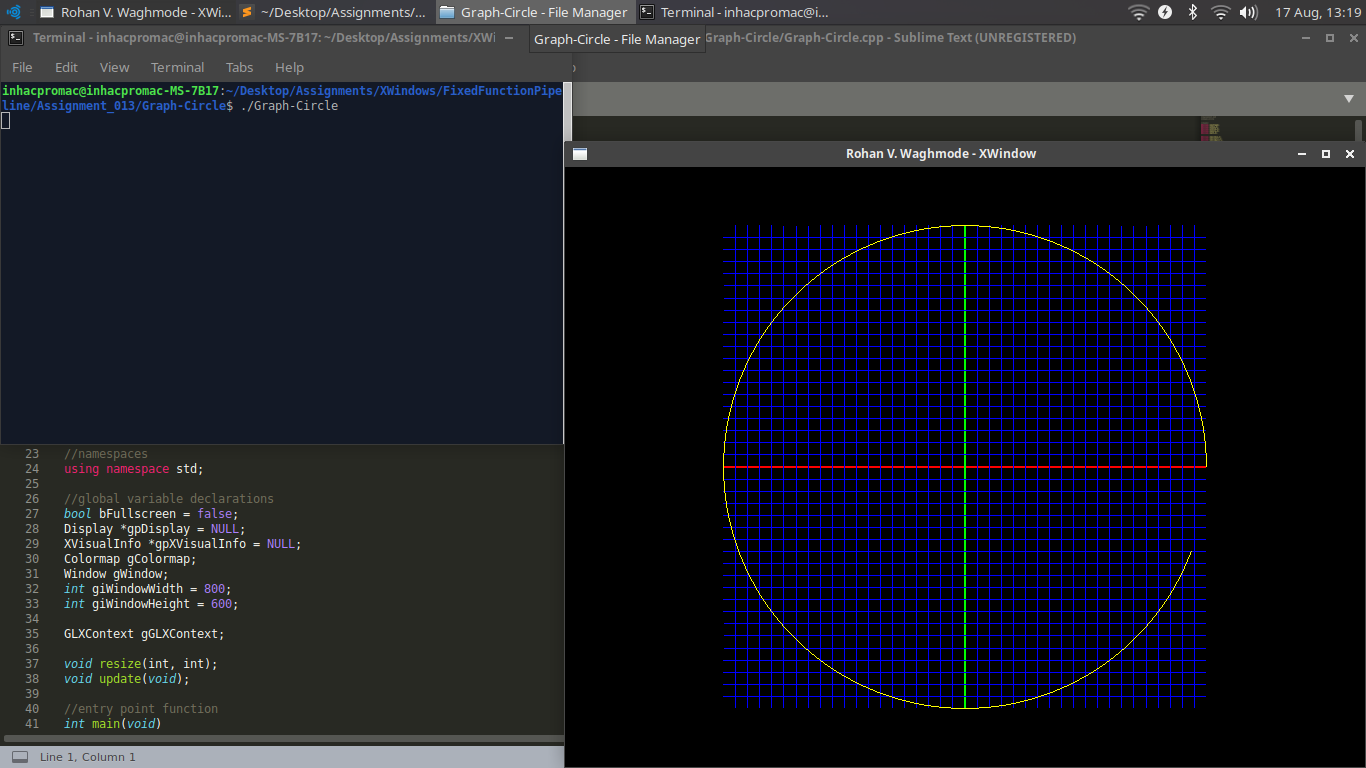 Rohan V. Waghmode - XWi...
~/Desktop/Assignments/...
Graph-Circle - File Manager
Terminal - inhacpromac@i...
17 Aug, 13:19
Terminal - inhacpromac@inhacpromac-MS-7B17: ~/Desktop/Assignments/XWi
Graph-Circle - File Manager
Graph-Circle/Graph-Circle.cpp - Sublime Text (UNREGISTERED)
File Edit View Terminal Tabs Help
inhacpromac@inhacpromac-MS-7B17:~/Desktop/Assignments/XWindows/FixedFunctionPipe
line/Assignment_013/Graph-Circle$ ./Graph-Circle
Rohan V. Waghmode - XWindow
23 //namespaces
24 using namespace std;
25
26 //global variable declarations
27 bool bFullscreen = false;
28 Display *gpDisplay = NULL;
29 XVisualInfo *gpXVisualInfo = NULL;
30 Colormap gColormap;
31 Window gWindow;
32 int giWindowWidth = 800;
33 int giWindowHeight = 600;
34
35 GLXContext gGLXContext;
36
37 void resize(int, int);
38 void update(void);
39
40 //entry point function
41 int main(void)
Line 1, Column 1